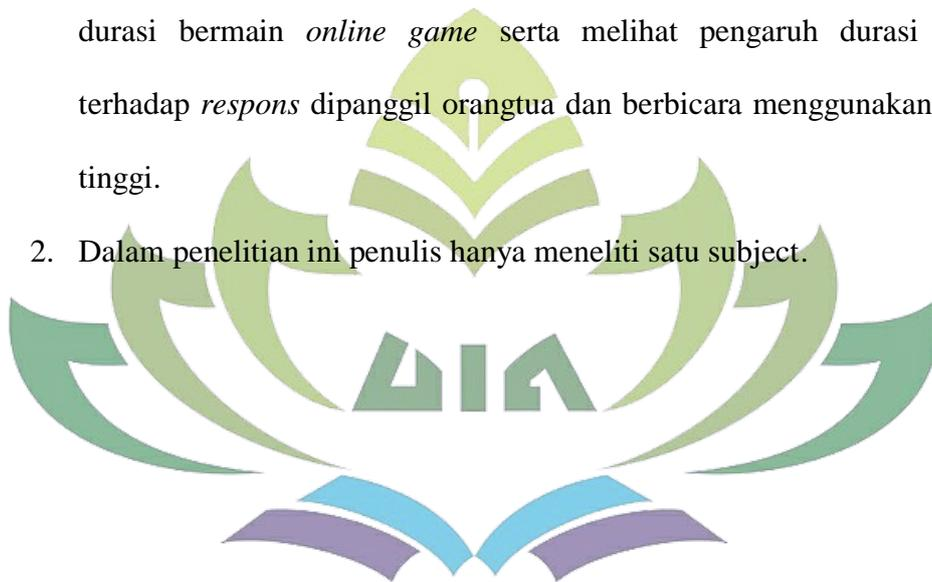 durasi bermain online game serta melihat pengaruh durasi
terhadap respons dipanggil orangtua dan berbicara menggunakan
tinggi.
2. Dalam penelitian ini penulis hanya meneliti satu subject.
UIN